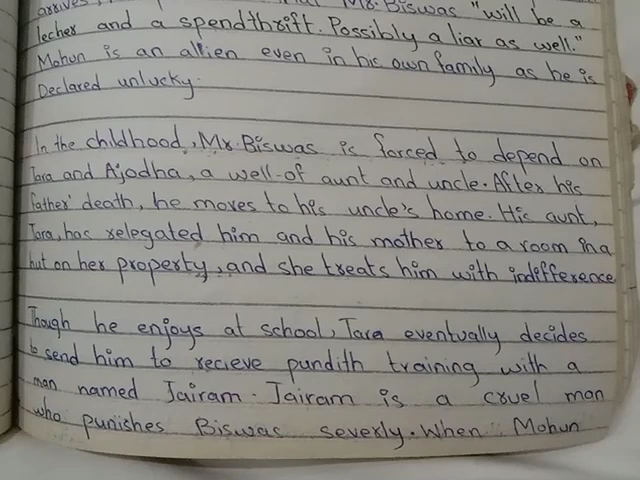 arrives, Mr. Biswas "will be a
lecher and a spendthrift. Possibly a liar as well."
Mohun is an alien even in his own family as he is
Declared unlucky.
In the childhood, Mr. Biswas is forced to depend on
Tara and Ajodha, a well-of aunt and uncle. After his
father' death, he moves to his uncle's home. His aunt,
Tara, has relegated him and his mother to a room in a
hut on her property, and she treats him with indifference
Though he enjoys at school, Tara eventually decides
to send him to recieve pundith training with a
man named Jairam. Jairam is a cruel man
who punishes Biswas severly. When Mohun